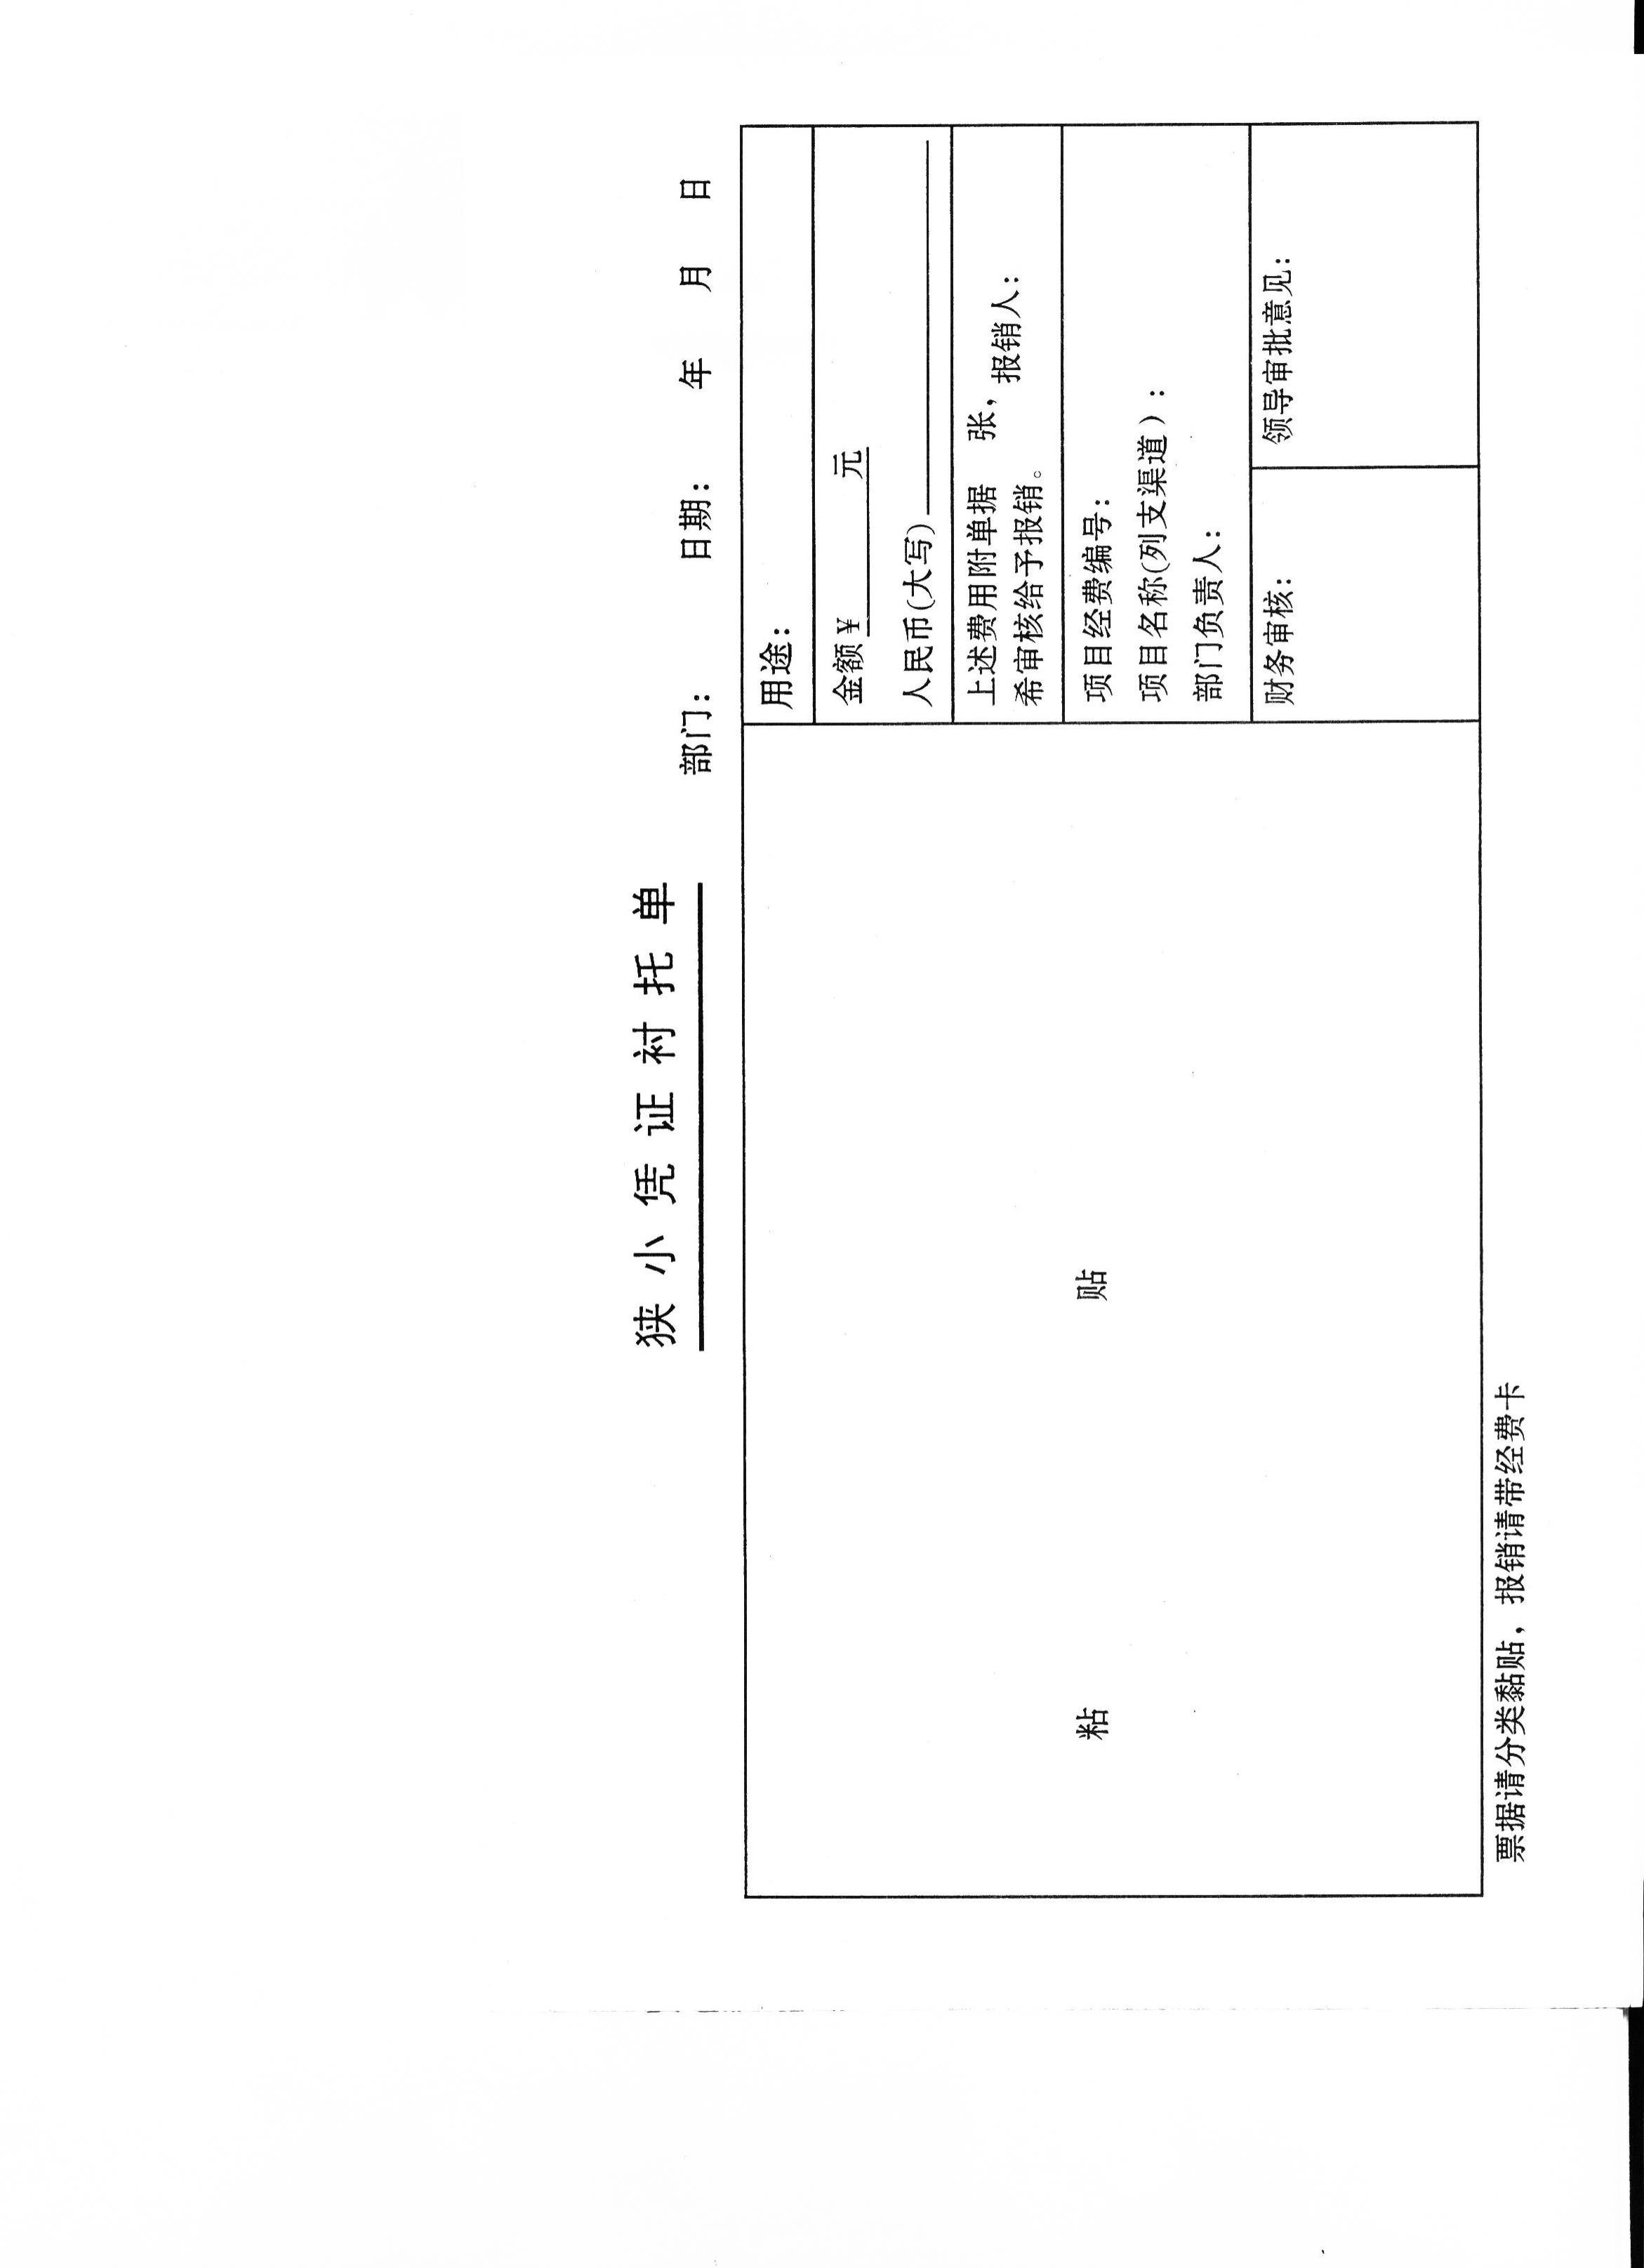 狭小凭证衬托单
部门： 日期： 年 月 日
粘 贴
用途：
金额￥ 元
人民币(大写)
上述费用附单据 张，报销人：
希审核给予报销。
项目经费编号：
项目名称(列支渠道)：
部门负责人：
财务审核：
领导审批意见：
票据请分类黏贴，报销请带经费卡